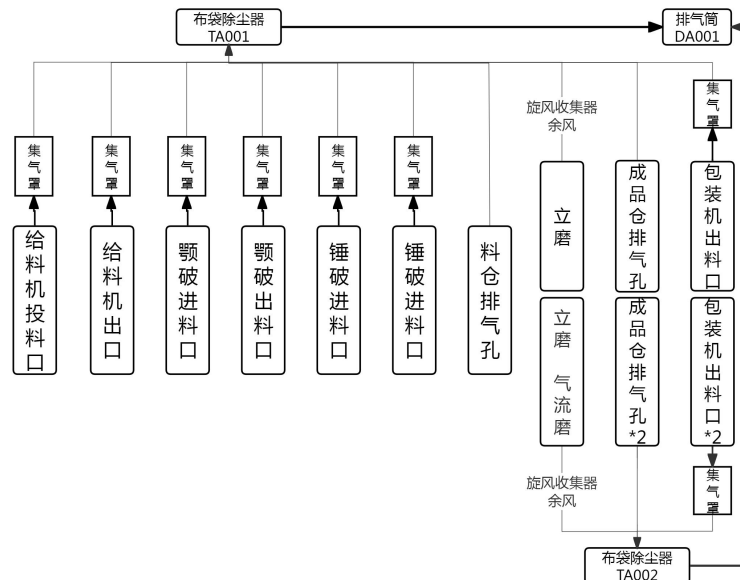 布袋除尘器
TA001
排气筒
DA001
集气罩
集气罩
集气罩
集气罩
集气罩
集气罩
旋风收集器
余风
集气罩
给料机投料口
给料机出口
颚破进料口
颚破出料口
锤破进料口
锤破进料口
料仓排气孔
立磨
成品仓排气孔
包装机出料口
立磨 气流磨
成品仓排气孔*2
包装机出料口*2
旋风收集器
余风
集气罩
布袋除尘器
TA002